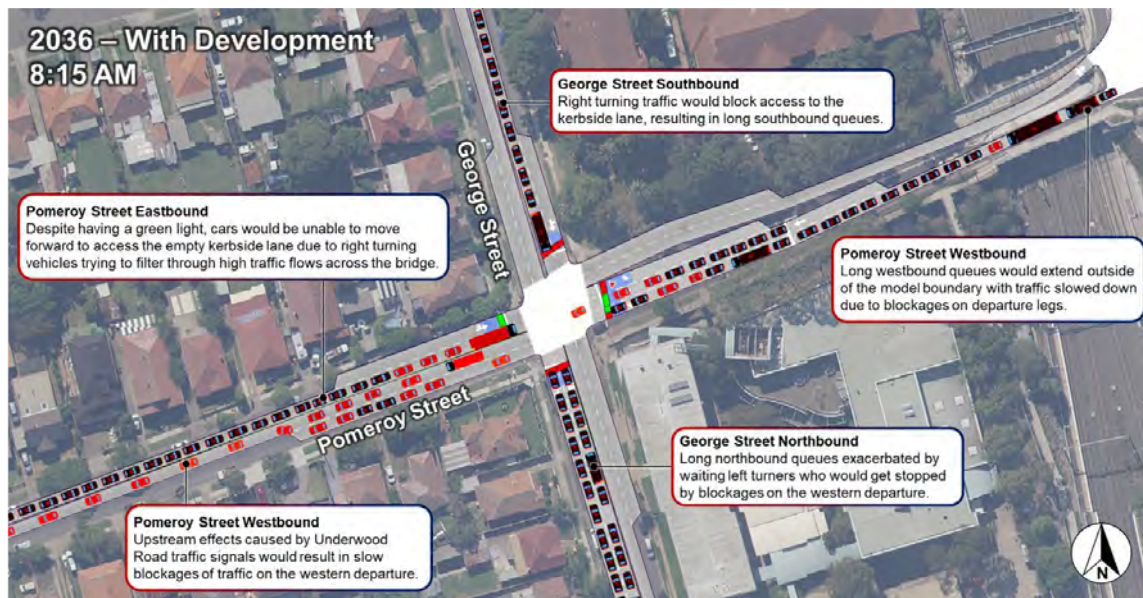 2036 – With Development
8:15 AM
George Street Southbound
Right turning traffic would block access to the
kerbside lane, resulting in long southbound queues.
George Street
Pomeroy Street Eastbound
Despite having a green light, cars would be unable to move
forward to access the empty kerbside lane due to right turning
vehicles trying to filter through high traffic flows across the bridge.
Pomeroy Street Westbound
Long westbound queues would extend outside
of the model boundary with traffic slowed down
due to blockages on departure legs.
Pomeroy Street
George Street Northbound
Long northbound queues exacerbated by
waiting left turners who would get stopped
by blockages on the western departure.
Pomeroy Street Westbound
Upstream effects caused by Underwood
Road traffic signals would result in slow
blockages of traffic on the western departure.
N